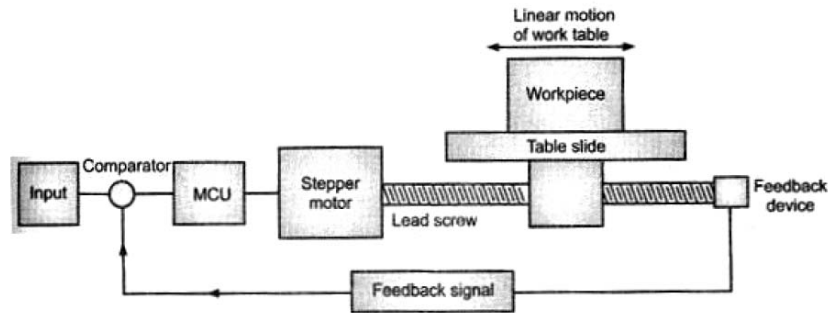 Linear motion
of work table
Workpiece
Table slide
Comparator
Input
MCU
Stepper
motor
Lead screw
Feedback
device
Feedback signal